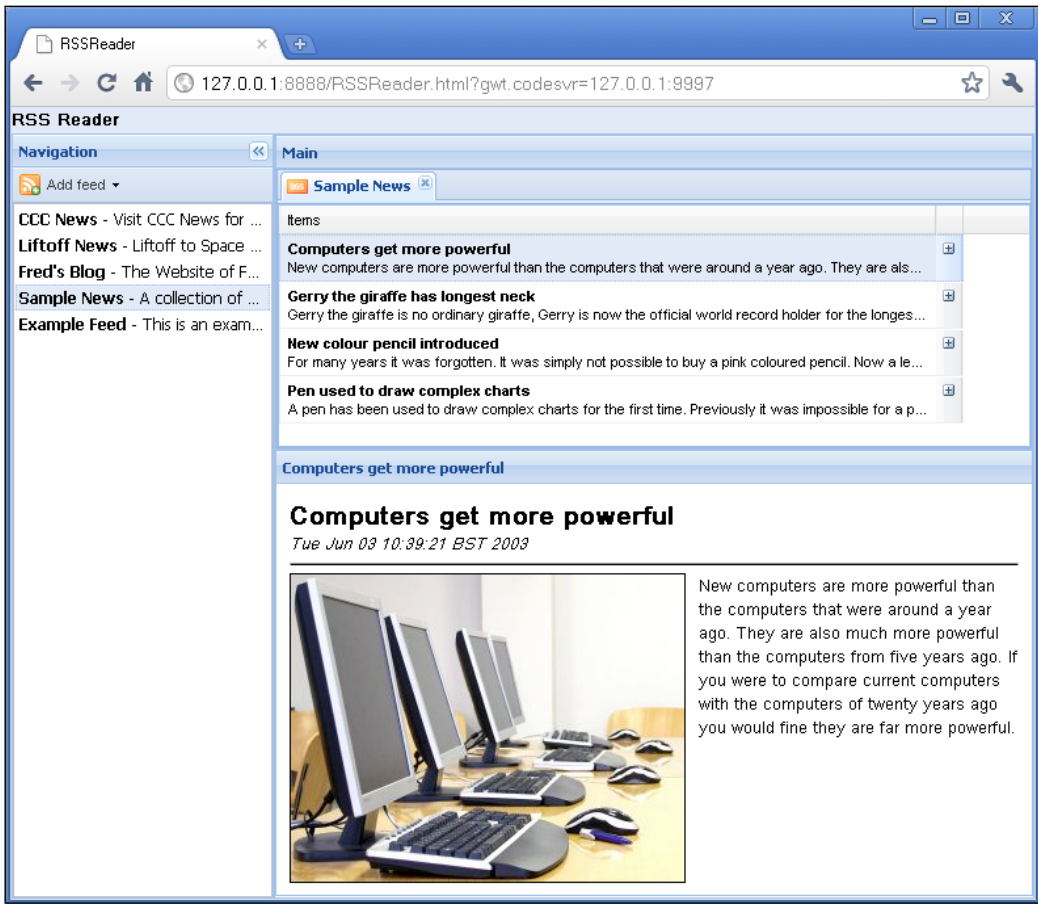 RSSReader
127.0.0.1:8888/RSSReader.html?gwt.codesvr=127.0.0.1:9997
RSS Reader
Navigation
Add feed
CCC News - Visit CCC News for ...
Liftoff News - Liftoff to Space ...
Fred's Blog - The Website of F...
Sample News - A collection of ...
Example Feed - This is an exam...
Main
RSS Sample News
Items
Computers get more powerful
New computers are more powerful than the computers that were around a year ago. They are als...
Gerry the giraffe has longest neck
Gerry the giraffe is no ordinary giraffe, Gerry is now the official world record holder for the longes...
New colour pencil introduced
For many years it was forgotten. It was simply not possible to buy a pink coloured pencil. Now a le...
Pen used to draw complex charts
A pen has been used to draw complex charts for the first time. Previously it was impossible for a p...
Computers get more powerful
Computers get more powerful
Tue Jun 03 10:39:21 BST 2003
New computers are more powerful than
the computers that were around a year
ago. They are also much more powerful
than the computers from five years ago. If
you were to compare current computers
with the computers of twenty years ago
you would fine they are far more powerful.